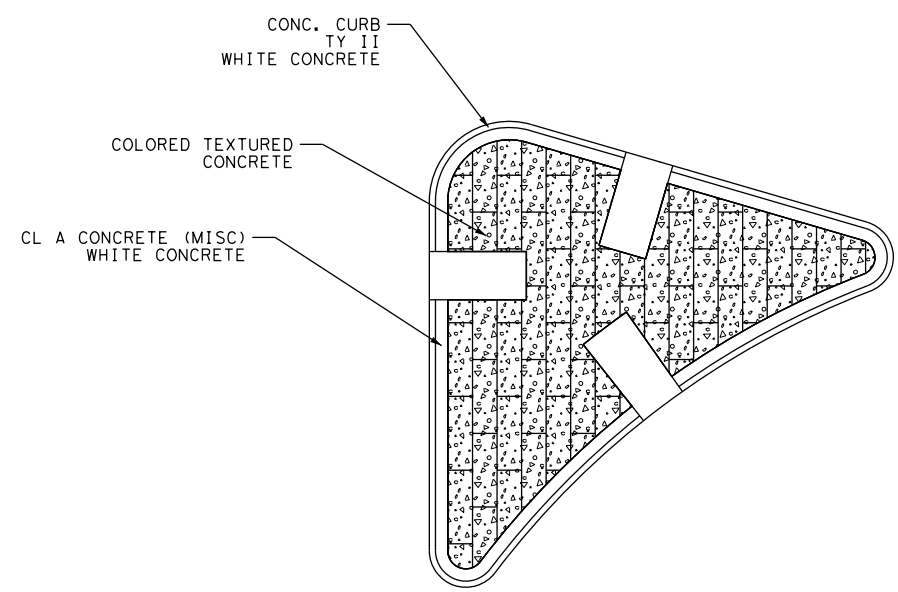 CONC. CURB
TY II
WHITE CONCRETE
COLORED TEXTURED
CONCRETE
CL A CONCRETE (MISC)
WHITE CONCRETE